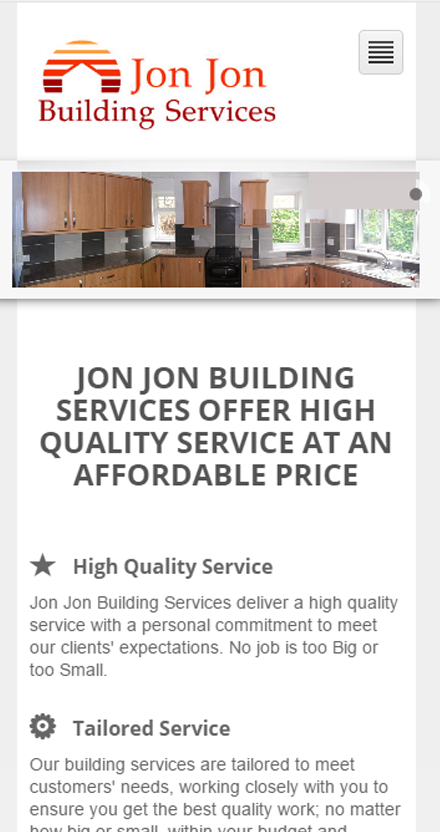 Jon Jon
Building Services
JON JON BUILDING
SERVICES OFFER HIGH
QUALITY SERVICE AT AN
AFFORDABLE PRICE
High Quality Service
Jon Jon Building Services deliver a high quality
service with a personal commitment to meet
our clients' expectations. No job is too Big or
too Small.
Tailored Service
Our building services are tailored to meet
customers' needs, working closely with you to
ensure you get the best quality work; no matter
how big or small, within your budget and